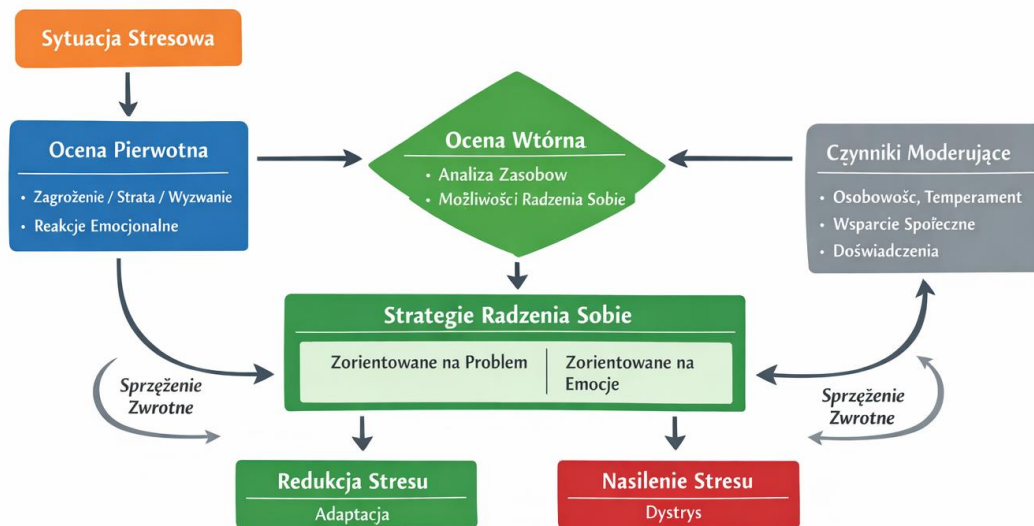 Sytuacja Stresowa
Ocena Pierwotna
• Zagrożenie / Strata / Wyzwanie
• Reakcje Emocjonalne
Ocena Wtórna
• Analiza Zasobow
• Możliwości Radzenia Sobie
Czynniki Moderujące
• Osobowośc, Temperament
• Wsparcie Społeczne
• Doświadczenia
Strategie Radzenia Sobie
Zorientowane na Problem
Zorientowane na
Emocje
Sprzężenie
Zwrotne
Sprzężenie
Zwrotne
Redukcja Stresu
Adaptacja
Nasilenie Stresu
Dystrys